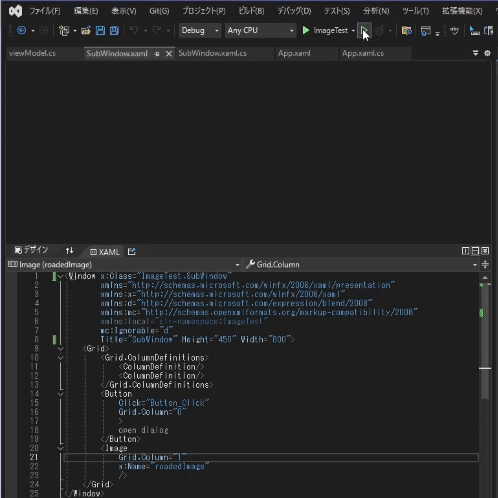 ファイル(F) 編集(E) 表示(V) Git(G) プロジェクト(P) ビルド(B) デバッグ(D) テスト(S) 分析(N) ツール(T) 拡張機能(X)
Debug Any CPU ImageTest
viewModel.cs SubWindow.xaml SubWindow.xaml.cs App.xaml App.xaml.cs
デザイン XAML
Image (roadedImage) Grid.Column
1 <Window x:Class="ImageTest.SubWindow"
2 xmlns="http://schemas.microsoft.com/winfx/2006/xaml/presentation"
3 xmlns:x="http://schemas.microsoft.com/winfx/2006/xaml"
4 xmlns:d="http://schemas.microsoft.com/expression/blend/2008"
5 xmlns:mc="http://schemas.openxmlformats.org/markup-compatibility/2006"
6 xmlns:local="clr-namespace:ImageTest"
7 mc:Ignorable="d"
8 Title="SubWindow" Height="450" Width="800">
9 <Grid>
10 <Grid.ColumnDefinitions>
11 <ColumnDefinition/>
12 <ColumnDefinition/>
13 </Grid.ColumnDefinitions>
14 <Button
15 Click="Button_Click"
16 Grid.Column="0"
17 >
18 open dialog
19 </Button>
20 <Image
21 Grid.Column="1"
22 x:Name="roadedImage"
23 />
24 </Grid>
25 </Window>